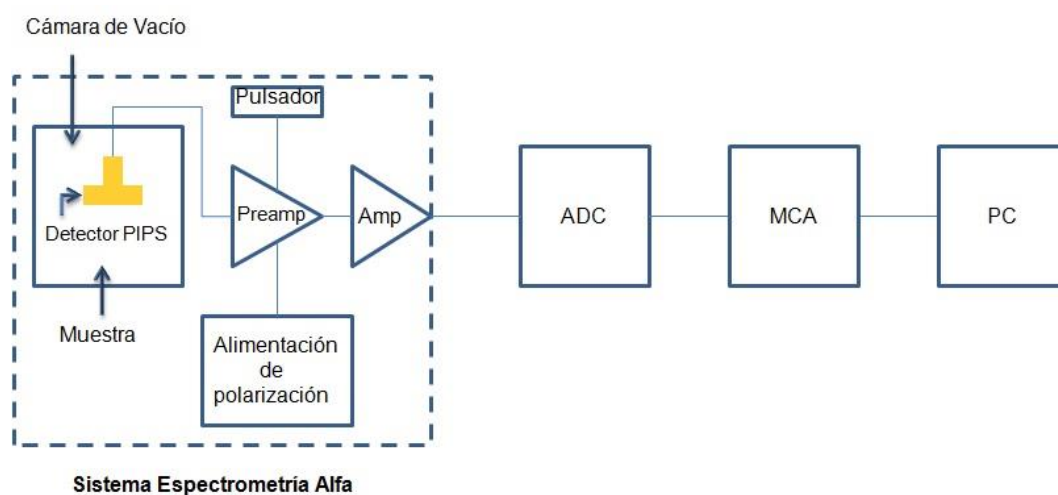 Cámara de Vacío
Pulsador
Preamp
Amp
ADC
MCA
PC
Detector PIPS
Muestra
Alimentación
de
polarización
Sistema Espectrometría Alfa